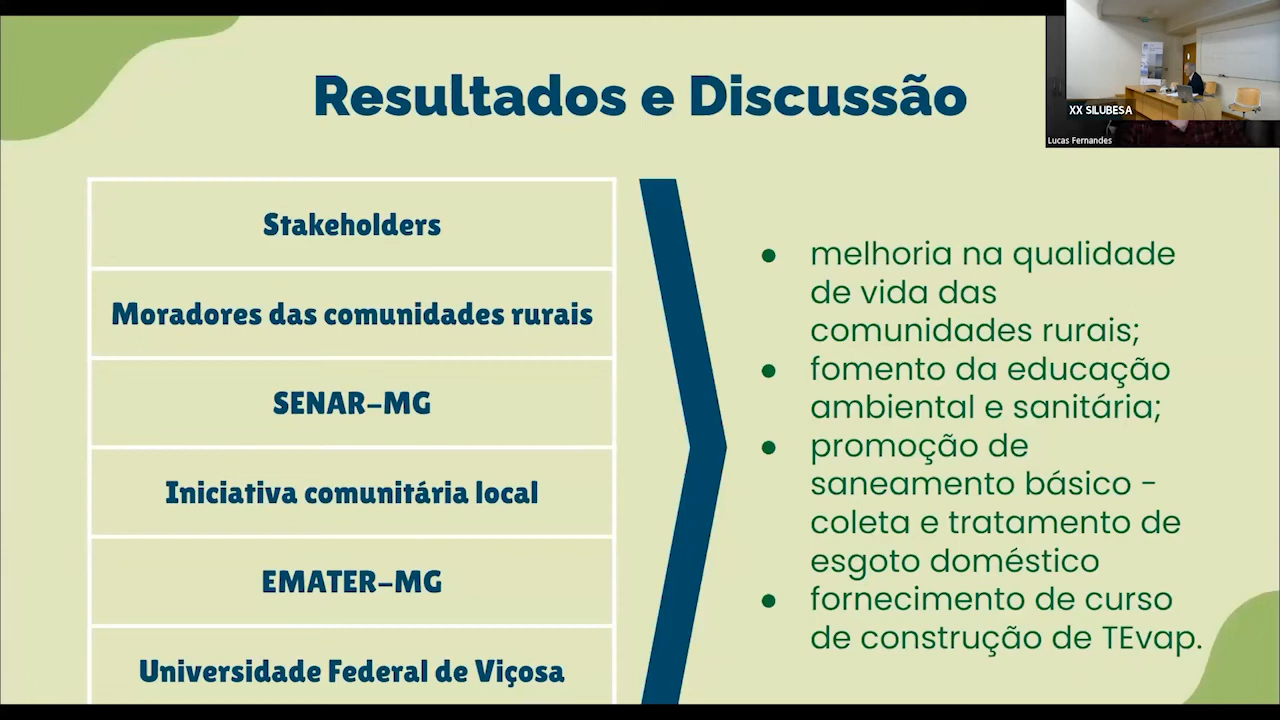 Resultados e Discussão
XX SILUBESA
Lucas Fernandes
Stakeholders
Moradores das comunidades rurais
SENAR-MG
Iniciativa comunitária local
EMATER-MG
Universidade Federal de Viçosa
● melhoria na qualidade
de vida das
comunidades rurais;
● fomento da educação
ambiental e sanitária;
● promoção de
saneamento básico -
coleta e tratamento de
esgoto doméstico
● fornecimento de curso
de construção de TEvap.